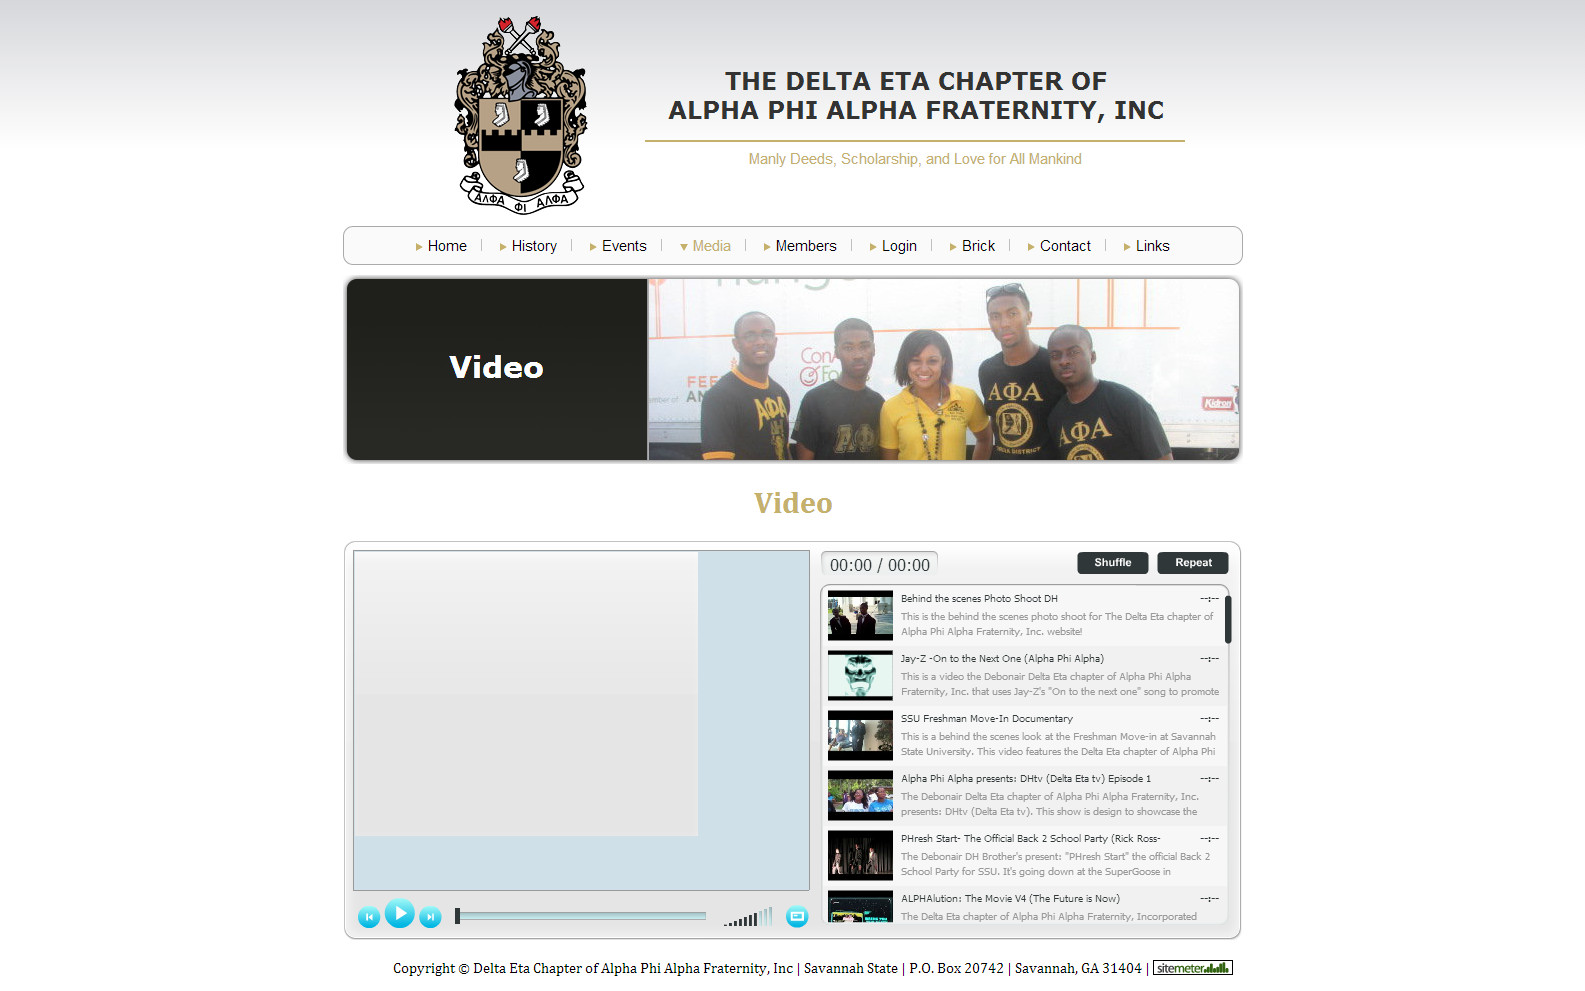 ΑΛΦΑ ΦΙ ΑΛΦΑ
THE DELTA ETA CHAPTER OF
ALPHA PHI ALPHA FRATERNITY, INC
Manly Deeds, Scholarship, and Love for All Mankind
Home History Events Media Members Login Brick Contact Links
Video
ΑΦΑ
ΑΦ
ΑΦΑ
ΑΦΑ
Kidron
Video
00:00 / 00:00
Shuffle Repeat
Behind the scenes Photo Shoot DH --:--
This is the behind the scenes photo shoot for The Delta Eta chapter of
Alpha Phi Alpha Fraternity, Inc. website!
Jay-Z -On to the Next One (Alpha Phi Alpha) --:--
This is a video the Debonair Delta Eta chapter of Alpha Phi Alpha
Fraternity, Inc. that uses Jay-Z's "On to the next one" song to promote
SSU Freshman Move-In Documentary --:--
This is a behind the scenes look at the Freshman Move-in at Savannah
State University. This video features the Delta Eta chapter of Alpha Phi
Alpha Phi Alpha presents: DHtv (Delta Eta tv) Episode 1 --:--
The Debonair Delta Eta chapter of Alpha Phi Alpha Fraternity, Inc.
presents: DHtv (Delta Eta tv). This show is design to showcase the
PHresh Start- The Official Back 2 School Party (Rick Ross- --:--
The Debonair DH Brother's present: "PHresh Start" the official Back 2
School Party for SSU. It's going down at the SuperGoose in
ALPHAlution: The Movie V4 (The Future is Now) --:--
The Delta Eta chapter of Alpha Phi Alpha Fraternity, Incorporated
Copyright © Delta Eta Chapter of Alpha Phi Alpha Fraternity, Inc | Savannah State | P.O. Box 20742 | Savannah, GA 31404 | sitemeter